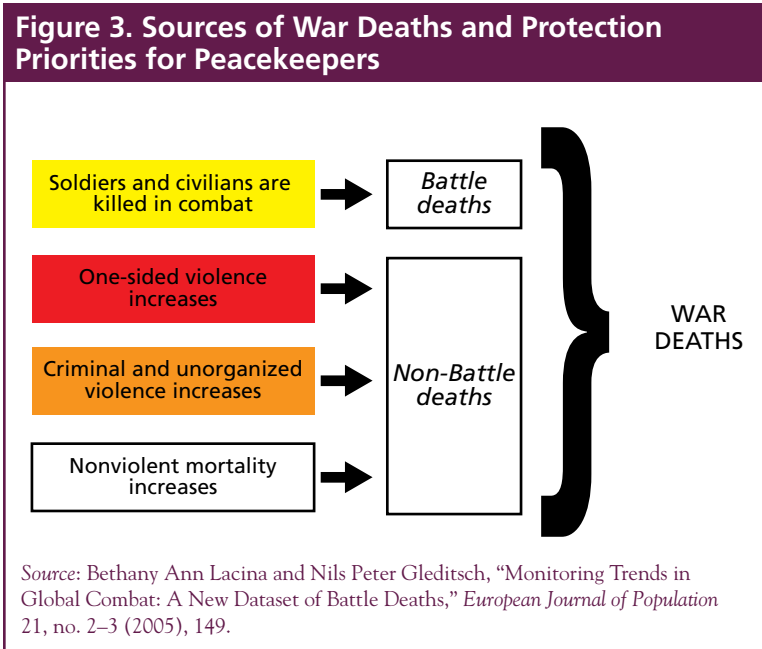 Figure 3. Sources of War Deaths and Protection
Priorities for Peacekeepers
Soldiers and civilians are
killed in combat
Battle
deaths
One-sided violence
increases
Criminal and unorganized
violence increases
Non-Battle
deaths
Nonviolent mortality
increases
WAR
DEATHS
Source: Bethany Ann Lacina and Nils Peter Gleditsch, “Monitoring Trends in
Global Combat: A New Dataset of Battle Deaths,” European Journal of Population
21, no. 2–3 (2005), 149.